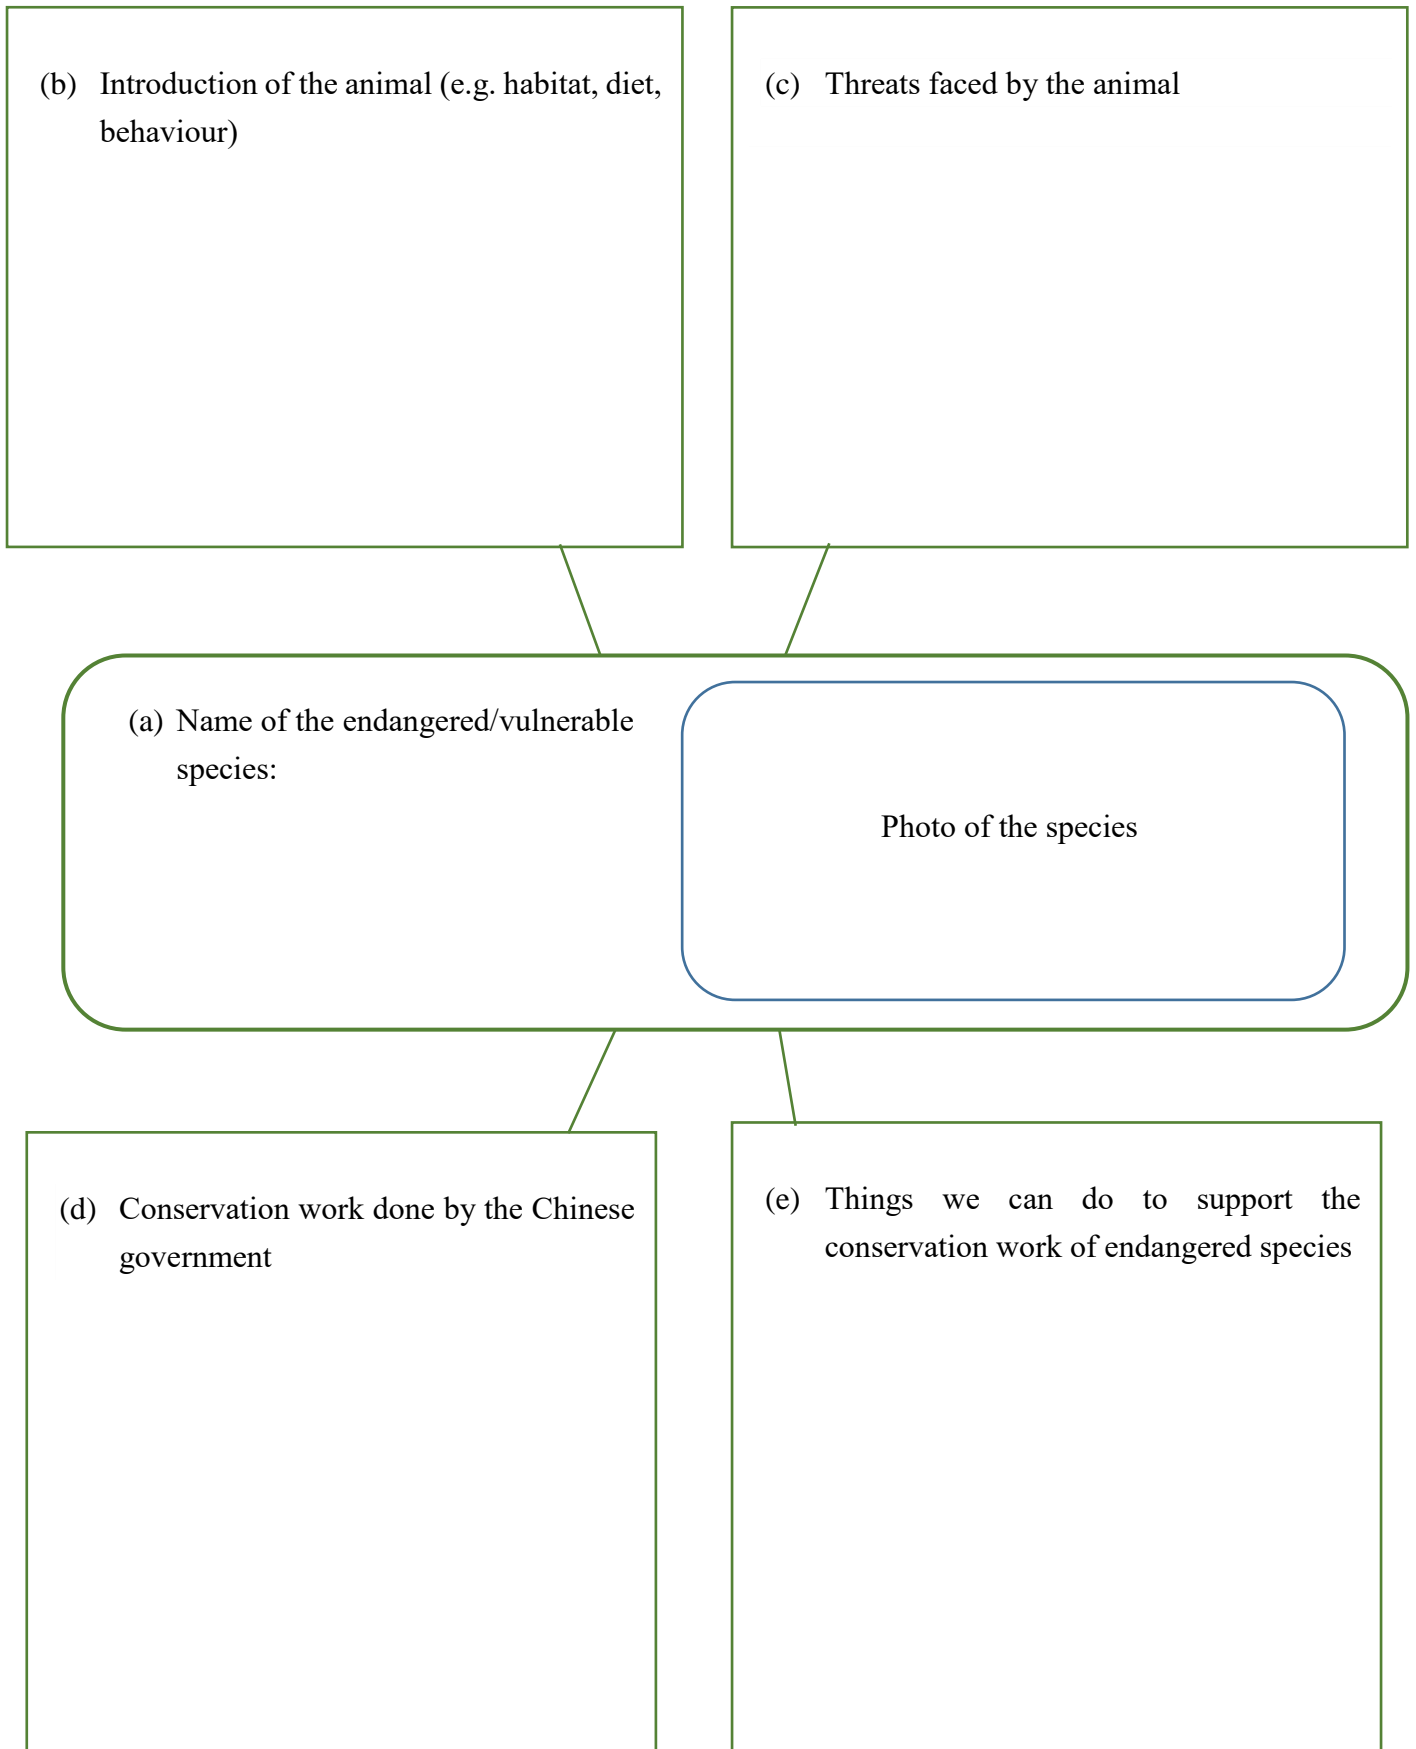 (b) Introduction of the animal (e.g. habitat, diet,
behaviour)
(c) Threats faced by the animal
(a) Name of the endangered/vulnerable
species:
Photo of the species
(d) Conservation work done by the Chinese
government
(e) Things we can do to support the
conservation work of endangered species